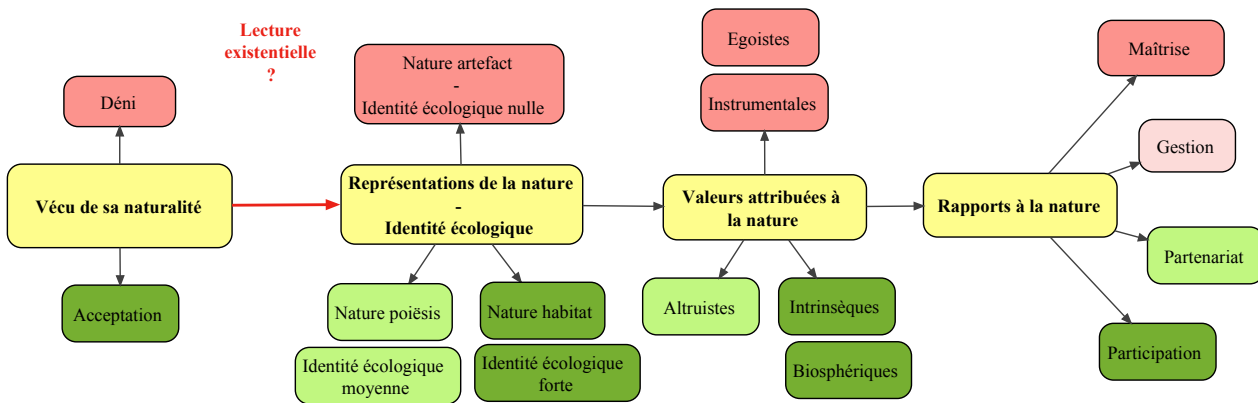 Lecture
existentielle
?
Déni
Vécu de sa naturalité
Acceptation
Nature artefact
-
Identité écologique nulle
Représentations de la nature
-
Identité écologique
Nature poiësis
Nature habitat
Identité écologique
moyenne
Identité écologique
forte
Egoistes
Instrumentales
Valeurs attribuées à
la nature
Altruistes
Intrinsèques
Biosphériques
Maîtrise
Gestion
Rapports à la nature
Partenariat
Participation